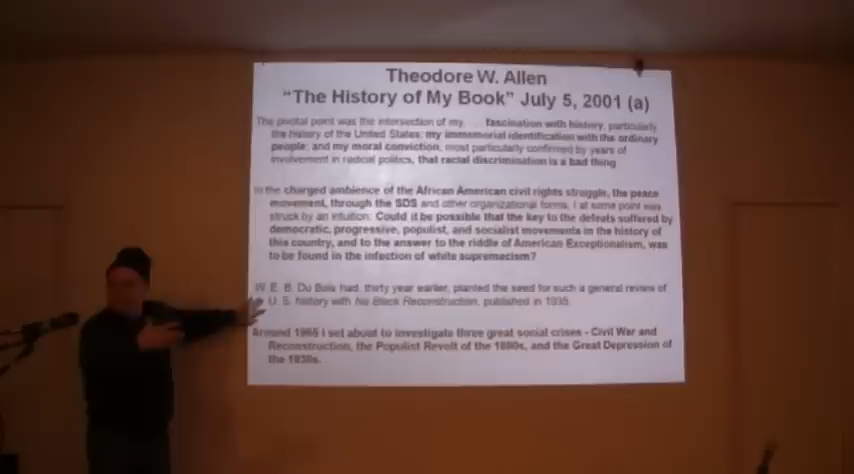 Theodore W. Allen
“The History of My Book” July 5, 2001 (a)
The pivotal point was the intersection of my. . . fascination with history, particularly
the history of the United States; my immemorial identification with the ordinary
people; and my moral conviction, most particularly confirmed by years of
involvement in radical politics, that racial discrimination is a bad thing
In the charged ambience of the African American civil rights struggle, the peace
movement, through the SDS and other organizational forms, I at some point was
struck by an intuition: Could it be possible that the key to the defeats suffered by
democratic, progressive, populist, and socialist movements in the history of
this country, and to the answer to the riddle of American Exceptionalism, was
to be found in the infection of white supremacism?
W. E. B. Du Bois had, thirty year earlier, planted the seed for such a general review of
U. S. history with his Black Reconstruction, published in 1935
Around 1965 I set about to investigate three great social crises - Civil War and
Reconstruction, the Populist Revolt of the 1890s, and the Great Depression of
the 1930s.